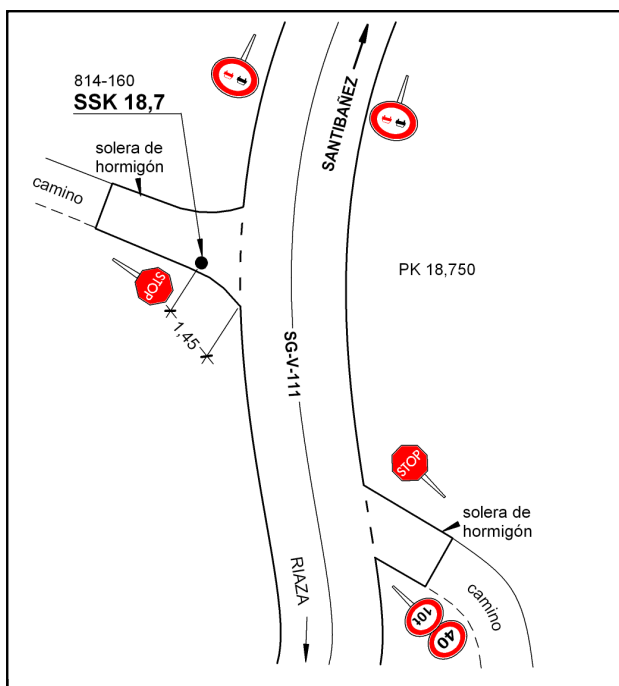 814-160
SSK 18,7
solera de
hormigón
camino
SANTIBAÑEZ
STOP
1,45
PK 18,750
SG-V-111
STOP
solera de
hormigón
RIAZA
camino
10t
40